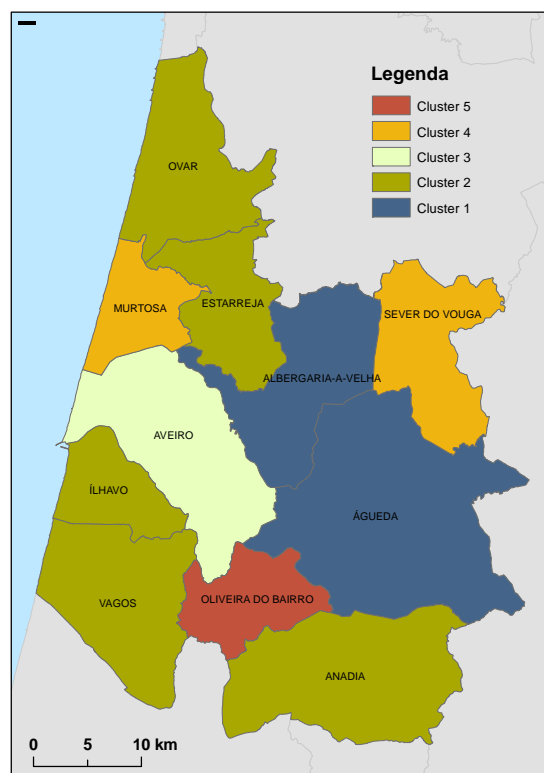 Legenda
Cluster 5
Cluster 4
Cluster 3
Cluster 2
Cluster 1
OVAR
MURTOSA
ESTARREJA
SEVER DO VOUGA
ALBERGARIA-A-VELHA
AVEIRO
ÍLHAVO
ÁGUEDA
VAGOS
OLIVEIRA DO BAIRRO
ANADIA
0 5 10 km